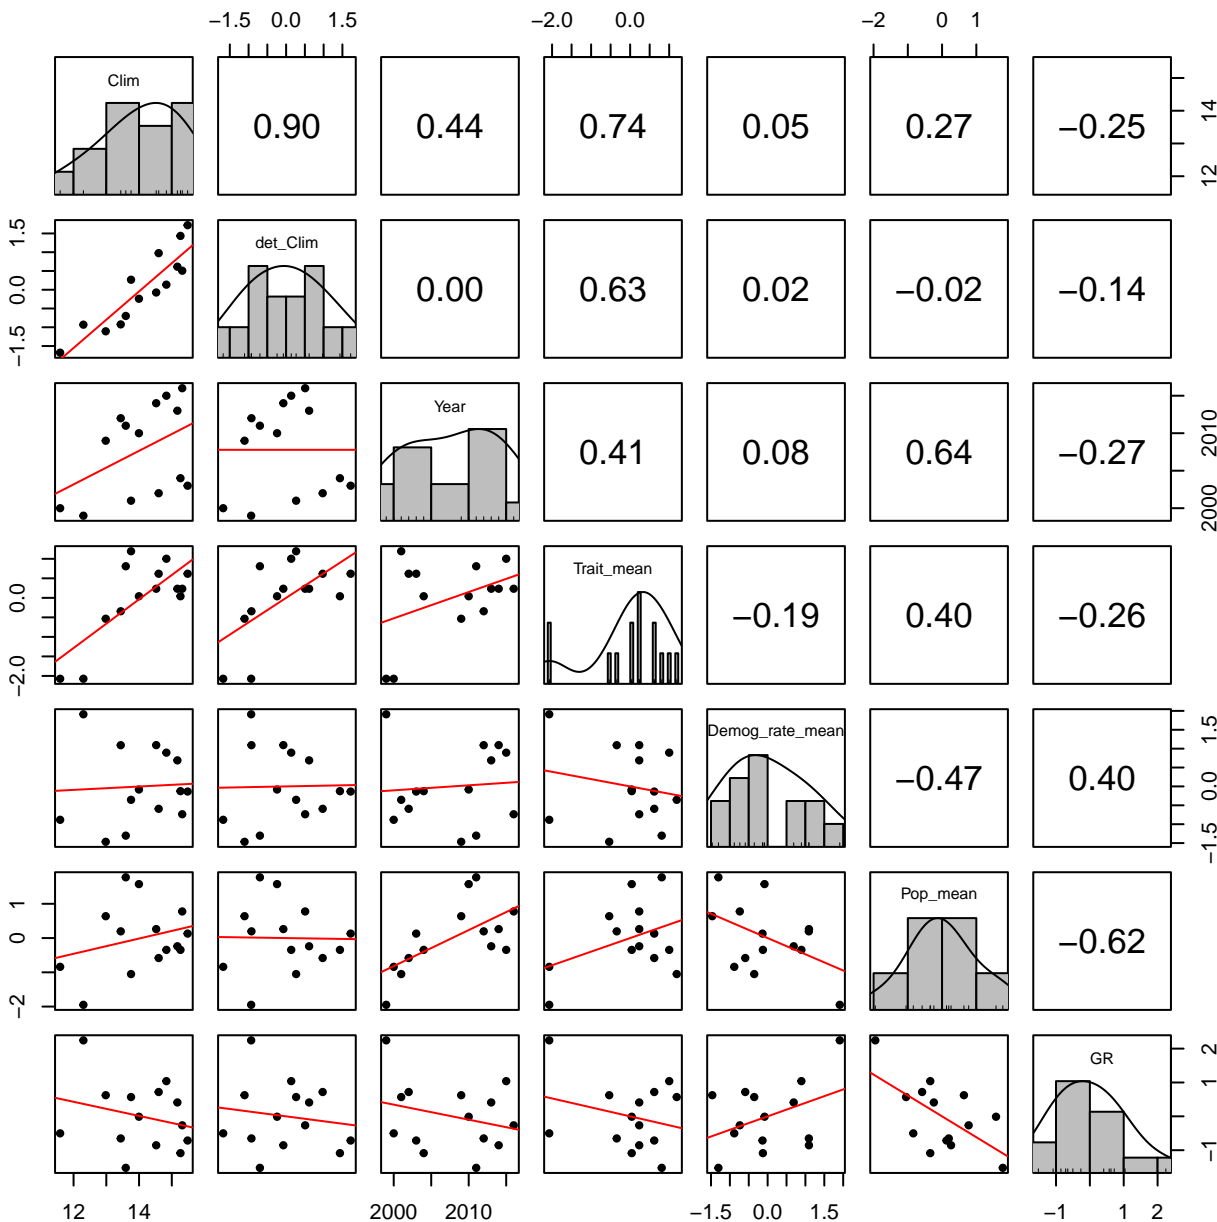 −1.5 0.0 1.5 −2.0 0.0 −2 0 1
Clim 0.90 0.44 0.74 0.05 0.27 −0.25 12 14
−1.5 0.0 1.5 det_Clim 0.00 0.63 0.02 −0.02 −0.14
Year 0.41 0.08 0.64 −0.27 2000 2010
−2.0 0.0 Trait_mean −0.19 0.40 −0.26
Demog_rate_mean −0.47 0.40 −1.5 0.0 1.5
−2 0 1 Pop_mean −0.62
GR −1 1 2
12 14 2000 2010 −1.5 0.0 1.5 −1 1 2